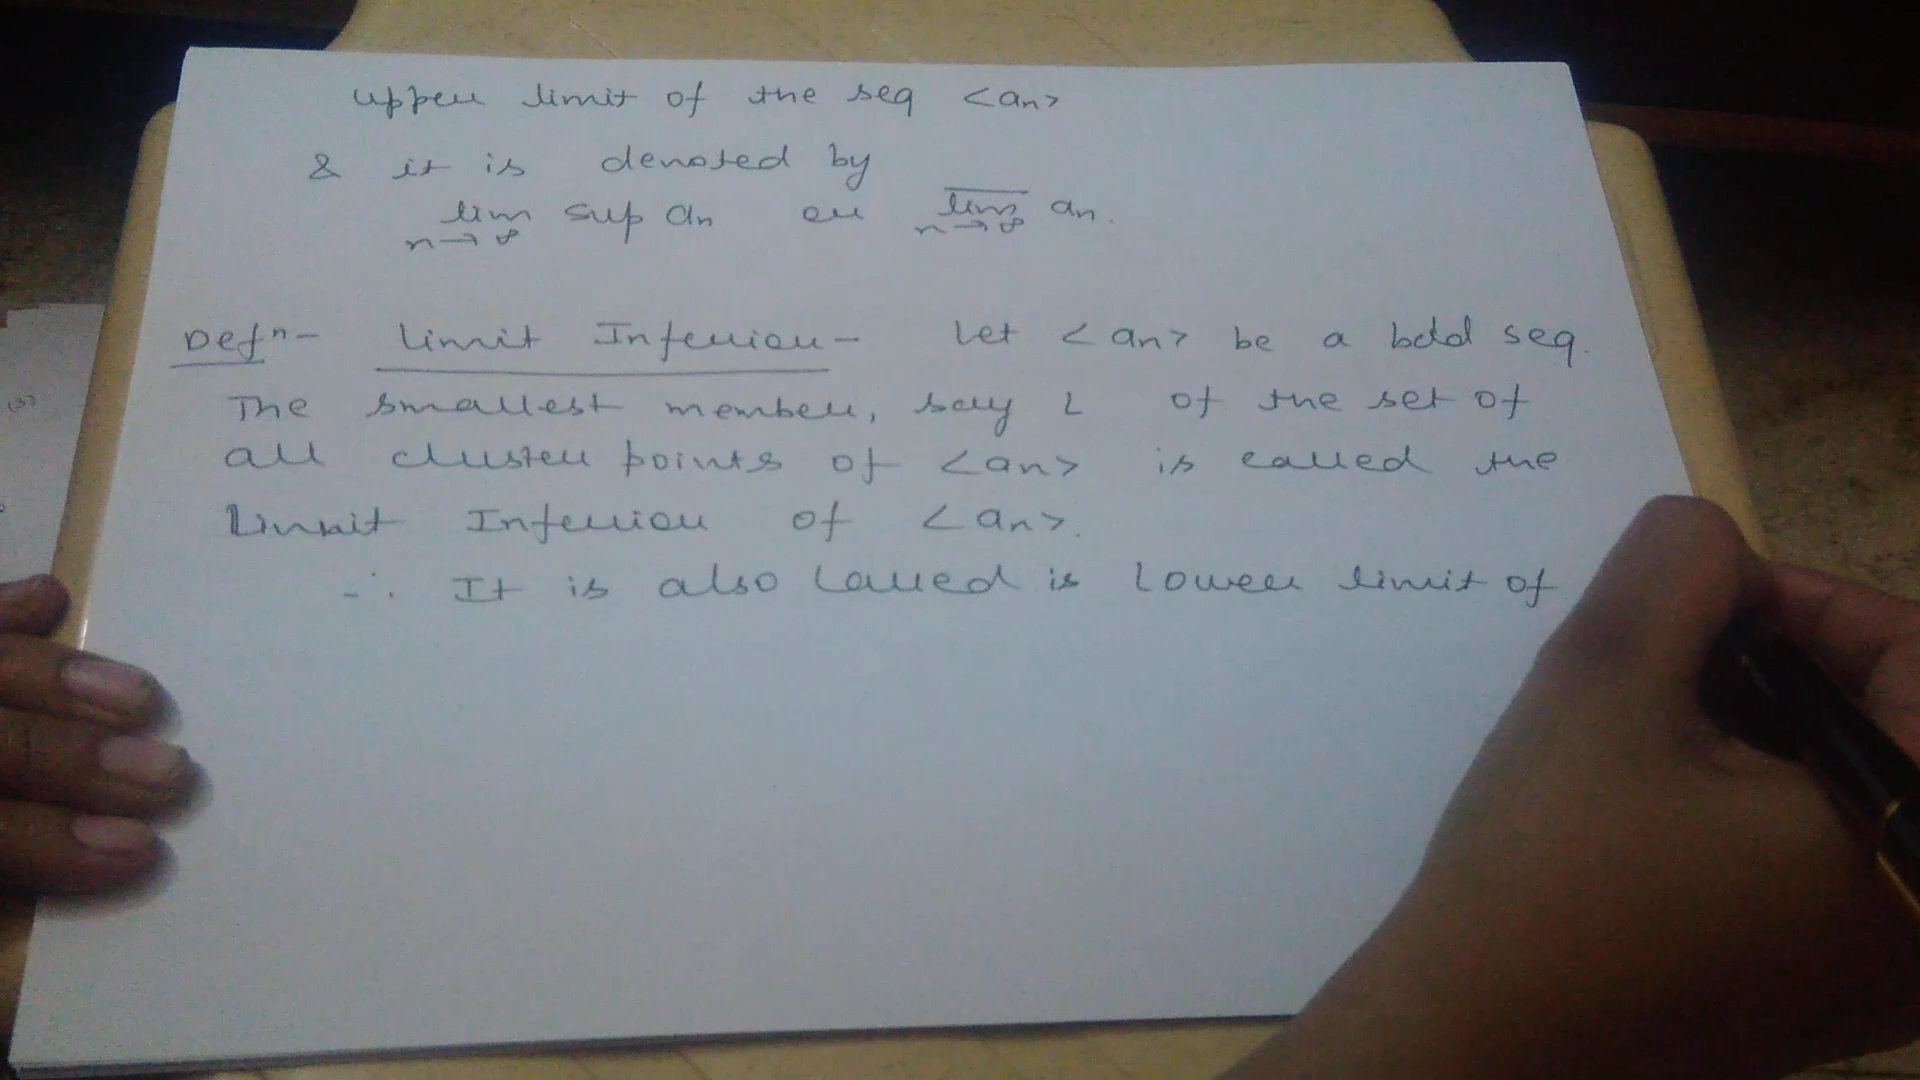 upper limit of the seq <an>
& it is denoted by
lim sup an or lim an.
n→∞ n→∞
Defn- Limit Inferior- Let <an> be a bdd seq.
The smallest member, say L of the set of
all cluster points of <an> is called the
Limit Inferior of <an>.
∴ It is also called is lower limit of